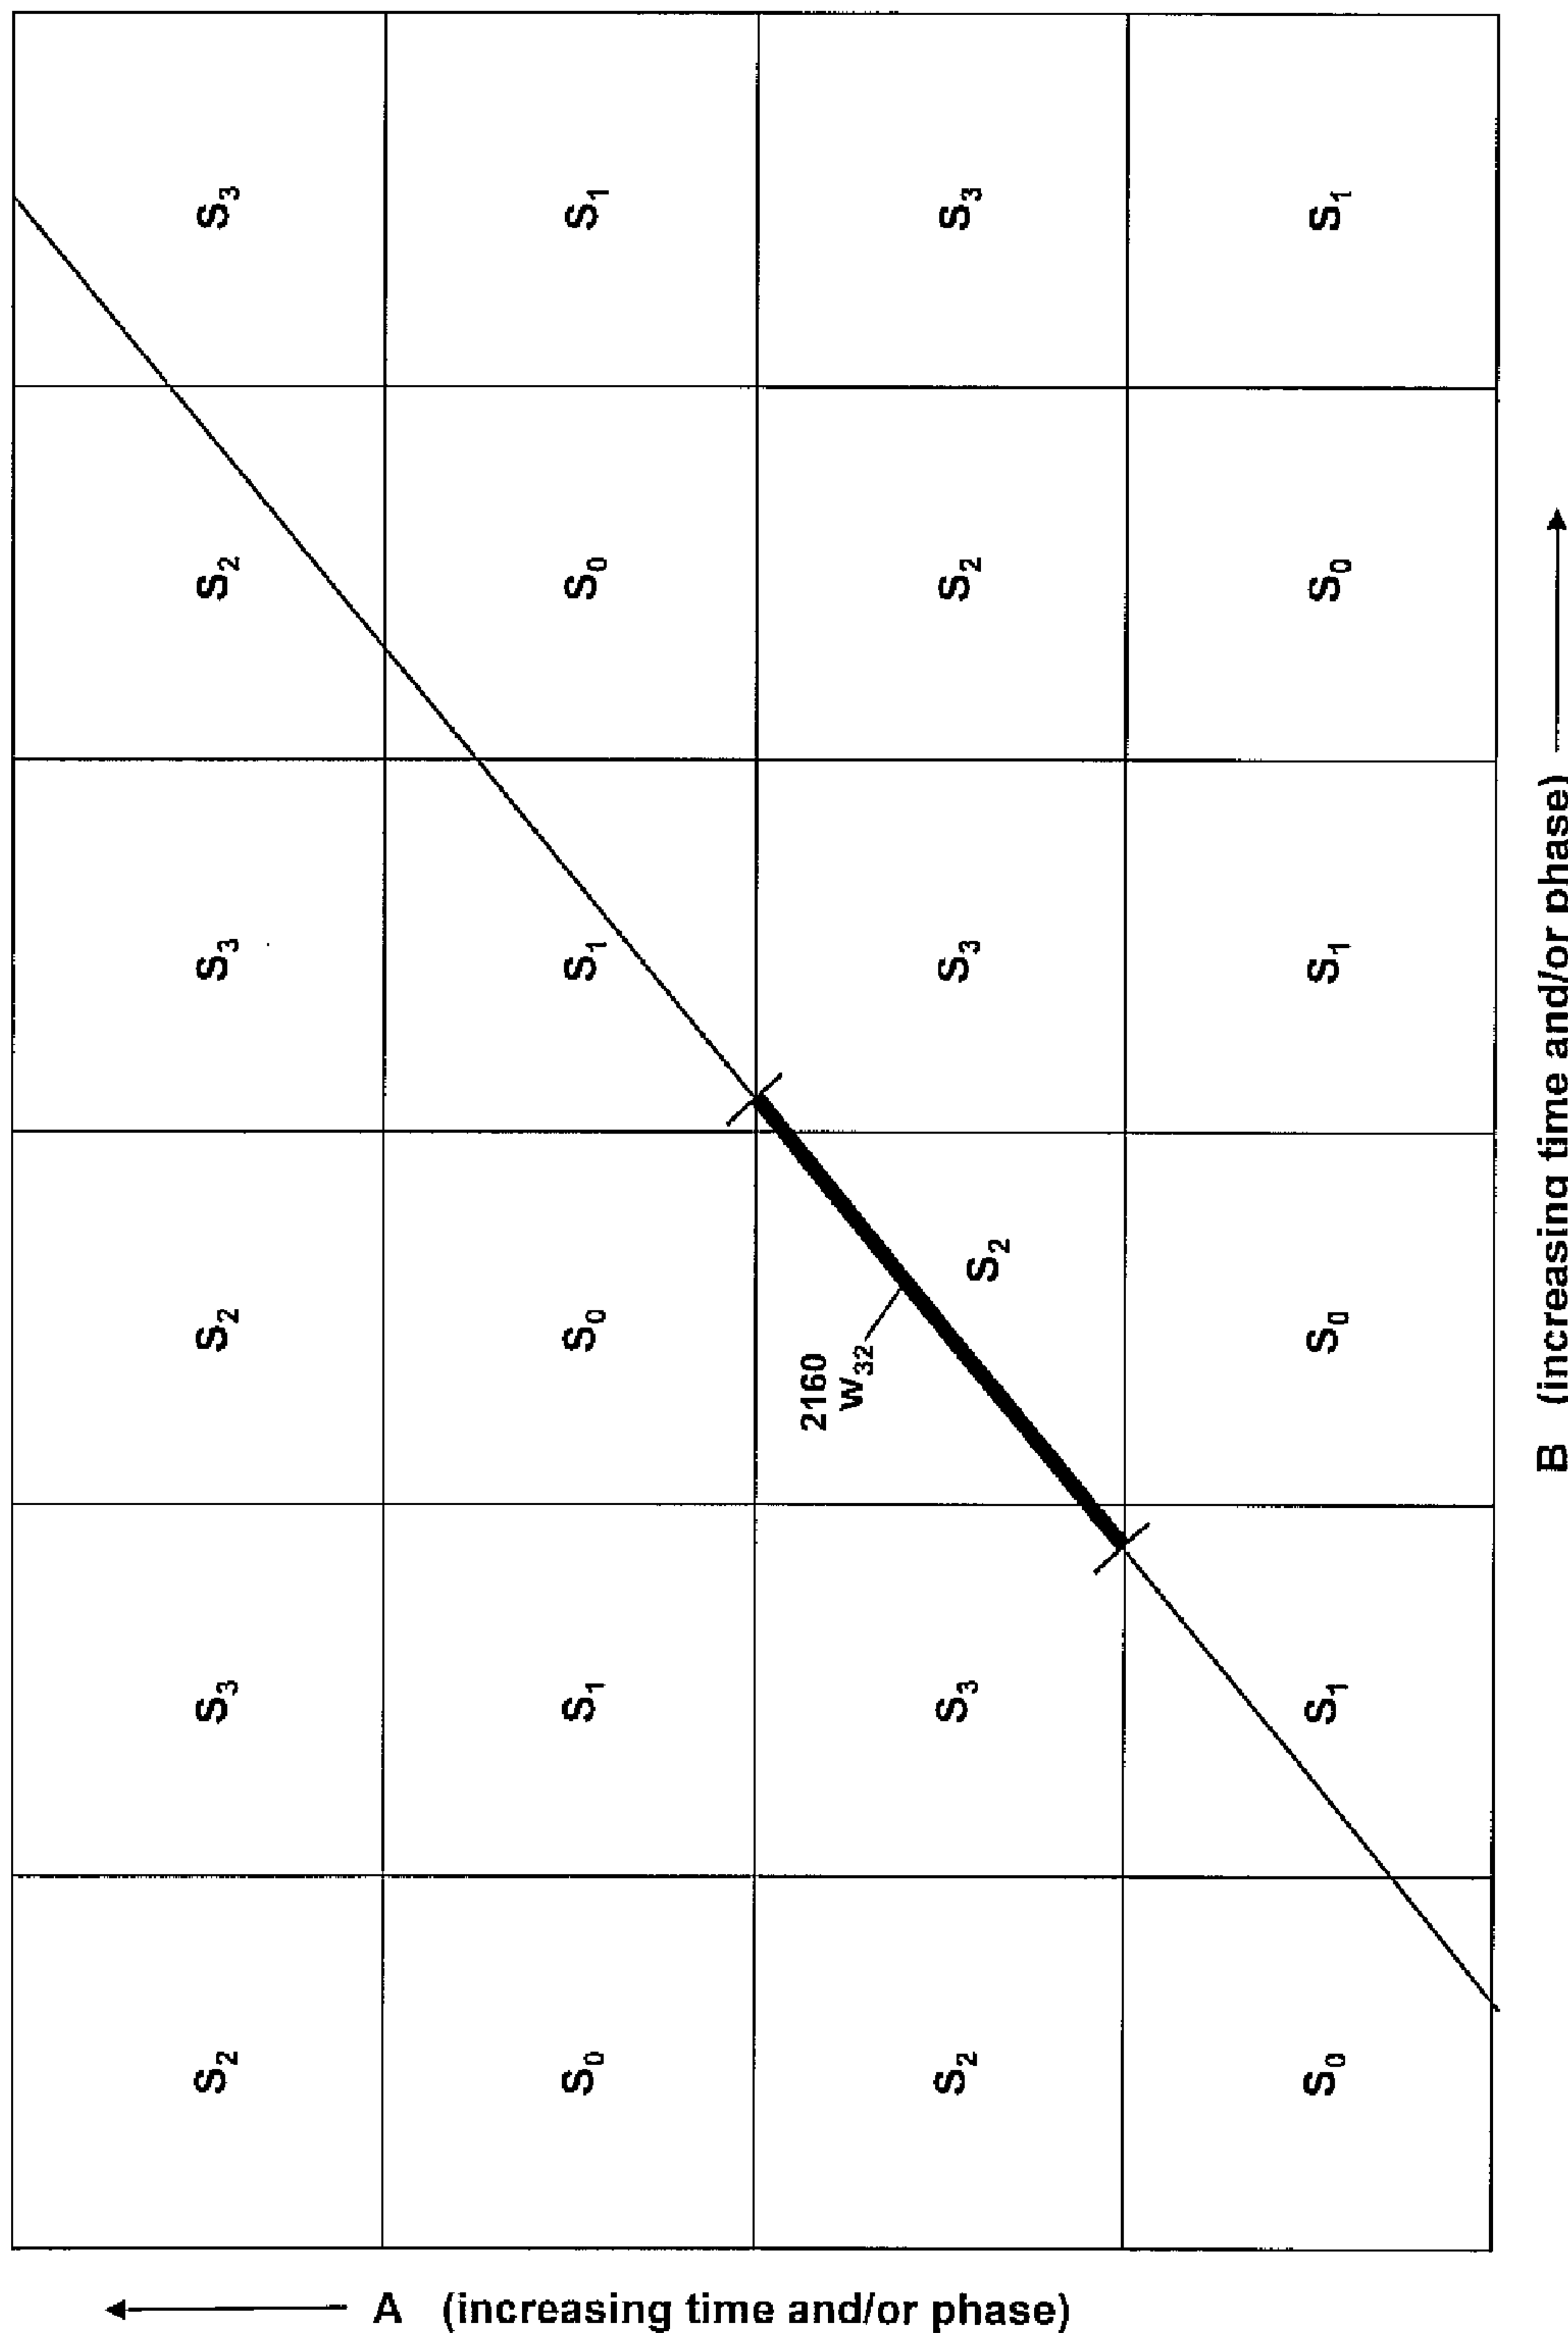 S₂ S₃ S₂ S₃ S₂ S₃
S₀ S₁ S₀ S₁ S₀ S₁
2160
W₃₂
S₂ S₃ S₂ S₃ S₂ S₃
S₀ S₁ S₀ S₁ S₀ S₁
A (increasing time and/or phase)
B (increasing time and/or phase)